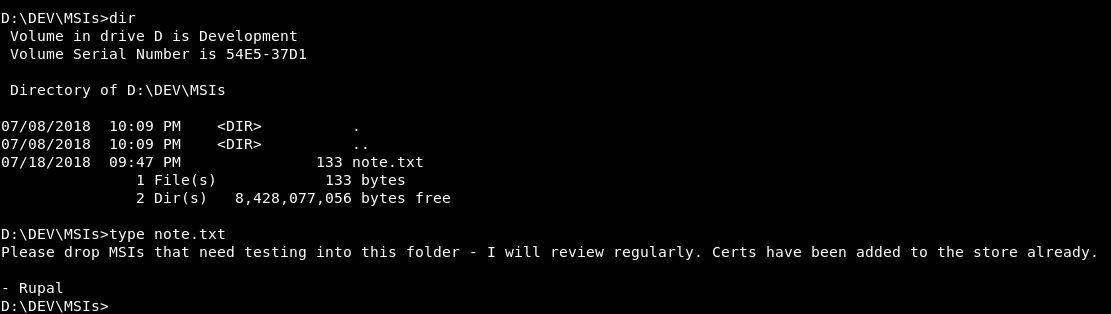 D:\DEV\MSIs>dir
 Volume in drive D is Development
 Volume Serial Number is 54E5-37D1

 Directory of D:\DEV\MSIs

07/08/2018  10:09 PM    <DIR>          .
07/08/2018  10:09 PM    <DIR>          ..
07/18/2018  09:47 PM               133 note.txt
               1 File(s)            133 bytes
               2 Dir(s)   8,428,077,056 bytes free

D:\DEV\MSIs>type note.txt
Please drop MSIs that need testing into this folder - I will review regularly. Certs have been added to the store already.

- Rupal
D:\DEV\MSIs>